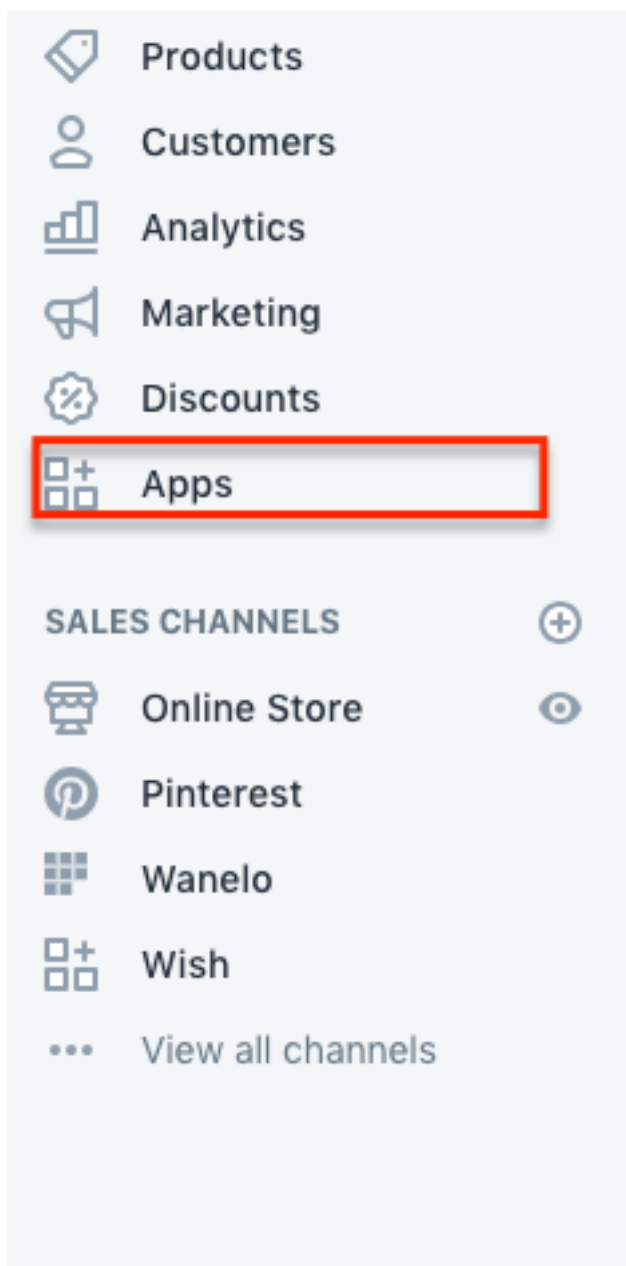 Products
Customers
Analytics
Marketing
Discounts
Apps
SALES CHANNELS
Online Store
Pinterest
Wanelo
Wish
View all channels